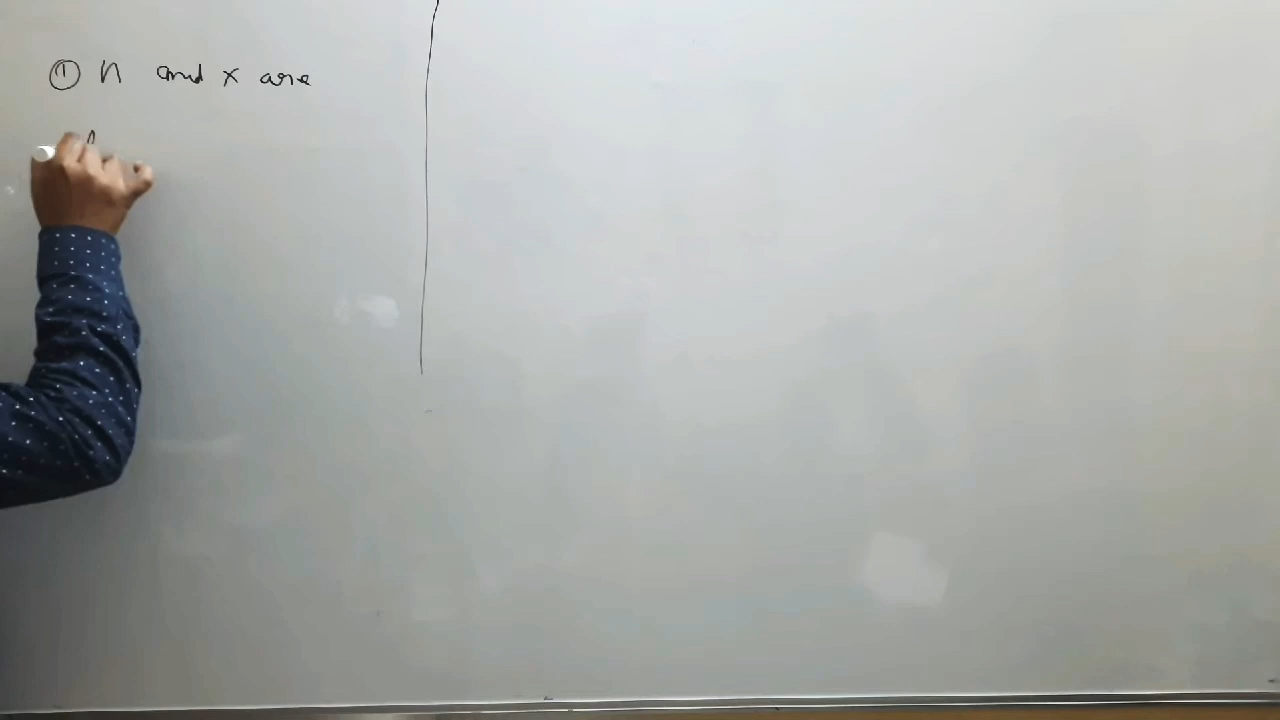 ① n and x are